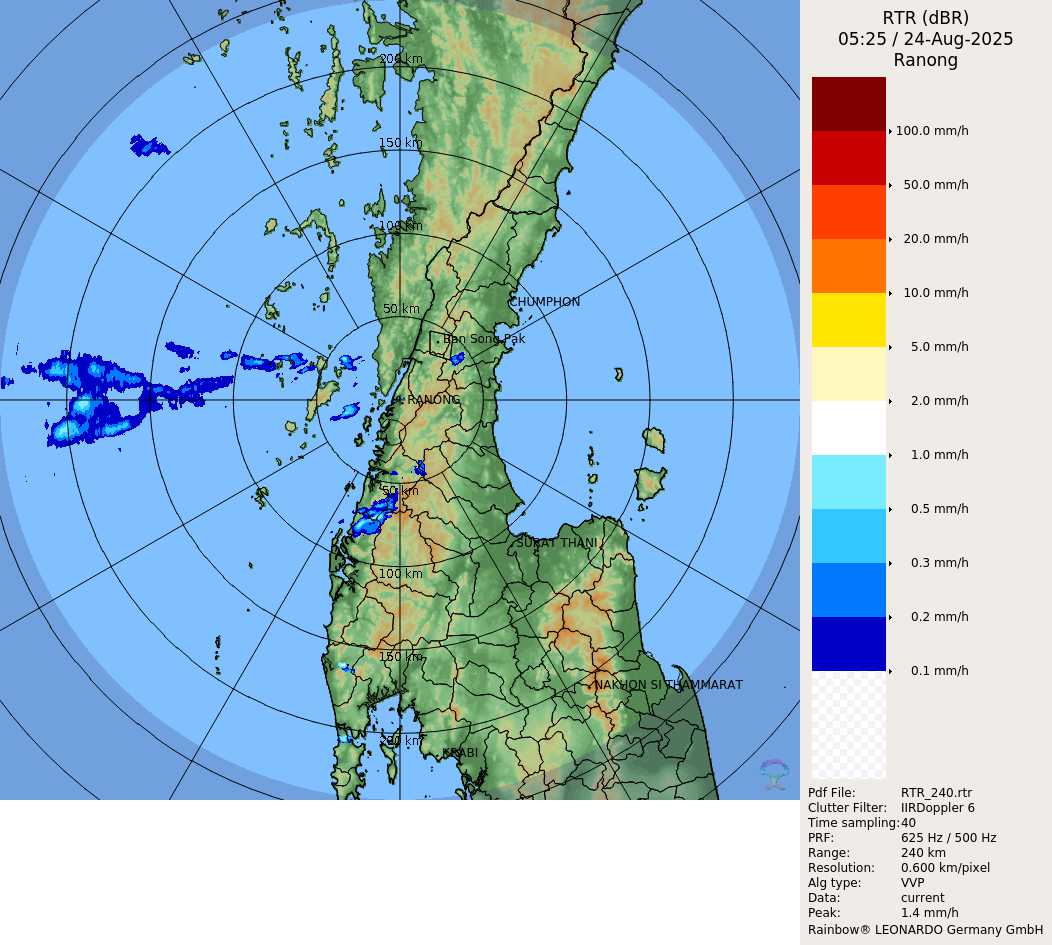 RTR (dBR)
05:25 / 24-Aug-2025
Ranong
200 km
150 km
100 km
50 km
CHUMPHON
Ban Song Pak
RANONG
50 km
SURAT THANI
100 km
150 km
NAKHON SI THAMMARAT
200 km
KRABI
100.0 mm/h
50.0 mm/h
20.0 mm/h
10.0 mm/h
5.0 mm/h
2.0 mm/h
1.0 mm/h
0.5 mm/h
0.3 mm/h
0.2 mm/h
0.1 mm/h
Pdf File: RTR_240.rtr
Clutter Filter: IIRDoppler 6
Time sampling:40
PRF: 625 Hz / 500 Hz
Range: 240 km
Resolution: 0.600 km/pixel
Alg type: VVP
Data: current
Peak: 1.4 mm/h
Rainbow® LEONARDO Germany GmbH